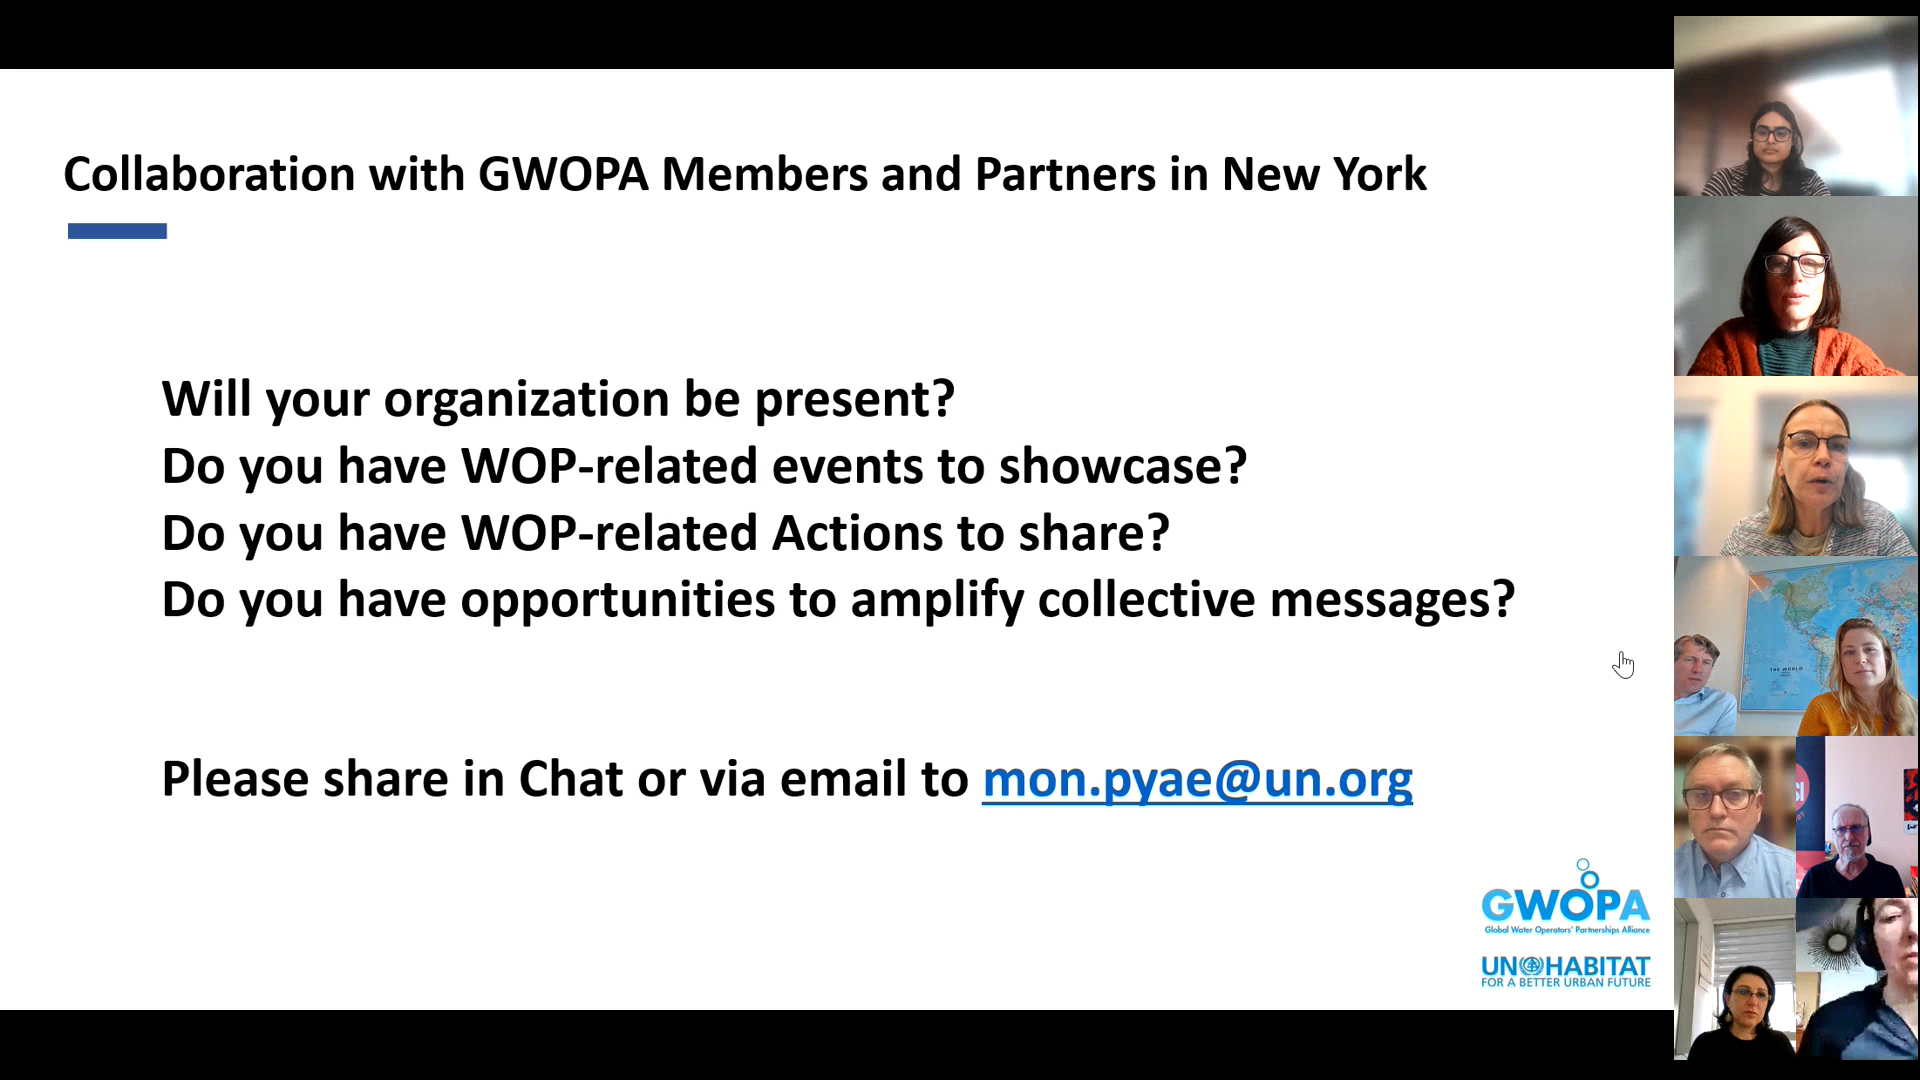 Collaboration with GWOPA Members and Partners in New York
Will your organization be present?
Do you have WOP-related events to showcase?
Do you have WOP-related Actions to share?
Do you have opportunities to amplify collective messages?
Please share in Chat or via email to mon.pyae@un.org
GWOPA
Global Water Operators' Partnerships Alliance
UN HABITAT
FOR A BETTER URBAN FUTURE
THE WORLD
SI